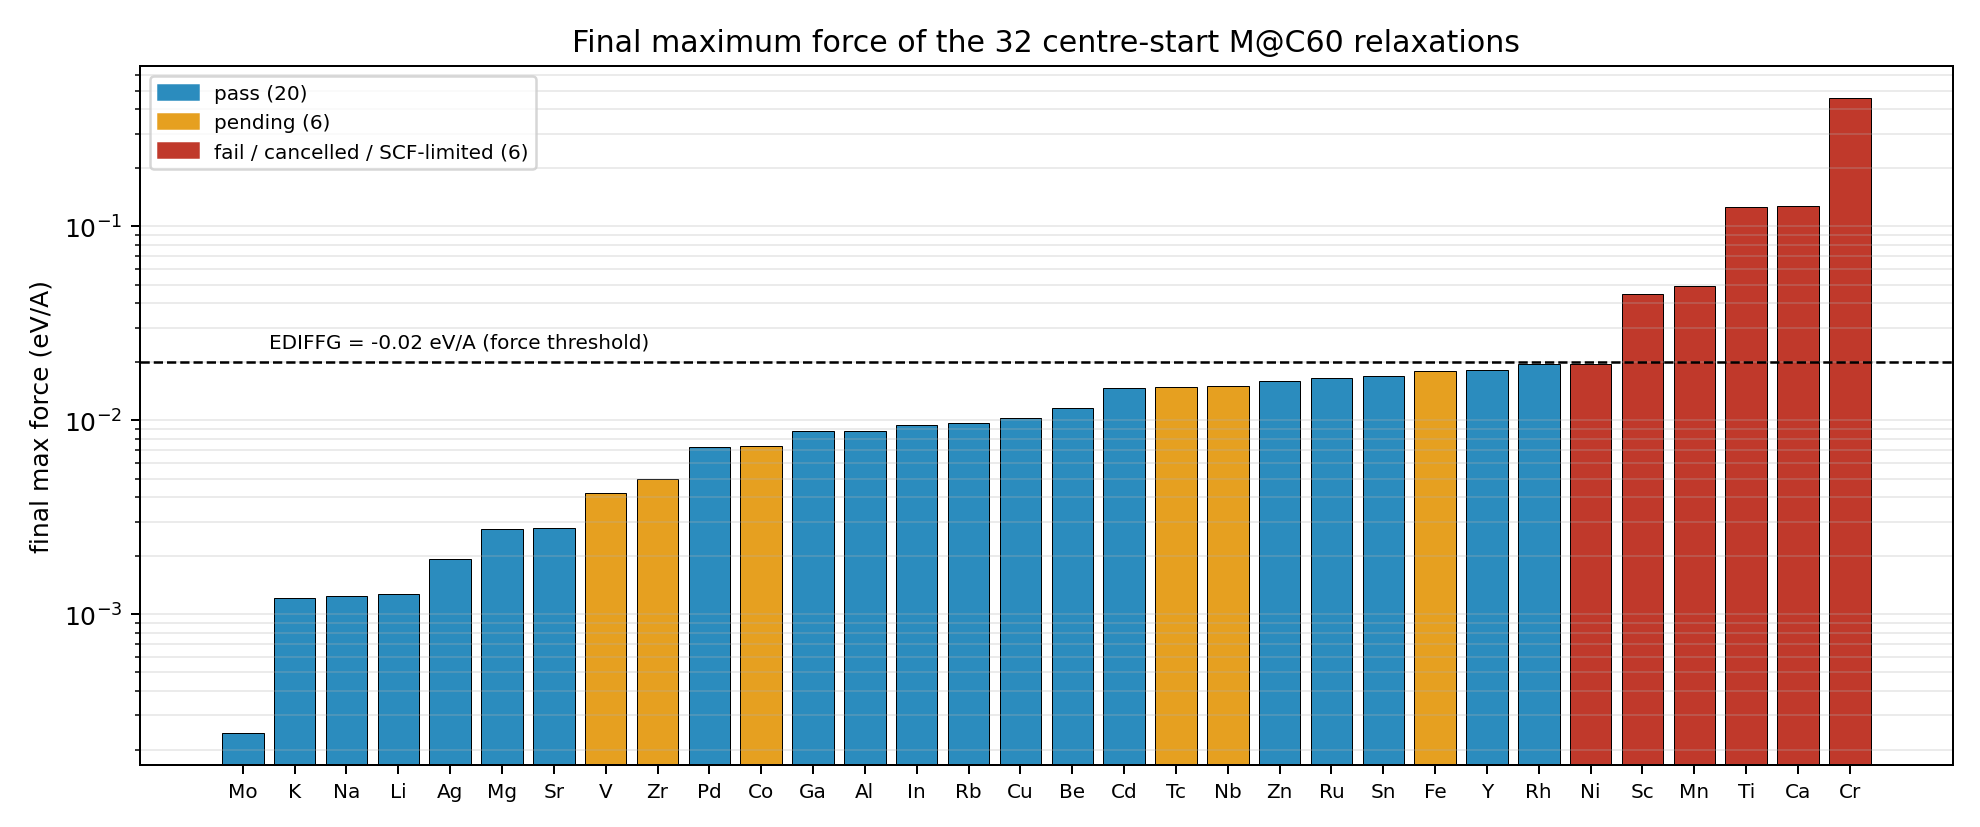 Final maximum force of the 32 centre-start M@C60 relaxations
pass (20)
pending (6)
fail / cancelled / SCF-limited (6)
final max force (eV/A)
10⁻¹
10⁻²
10⁻³
EDIFFG = -0.02 eV/A (force threshold)
Mo K Na Li Ag Mg Sr V Zr Pd Co Ga Al In Rb Cu Be Cd Tc Nb Zn Ru Sn Fe Y Rh Ni Sc Mn Ti Ca Cr